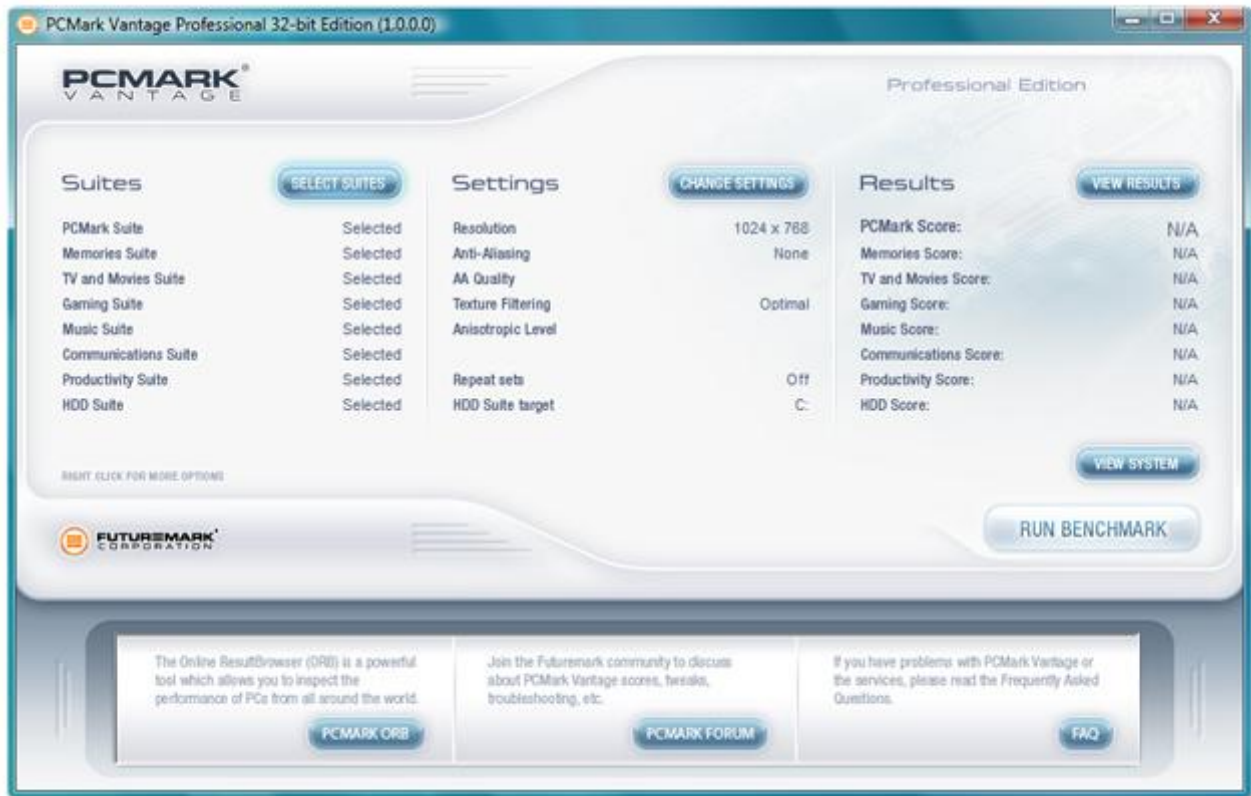 PCMark Vantage Professional 32-bit Edition (1.0.0.0)
PCMARK®
VANTAGE
Professional Edition
Suites
SELECT SUITES
PCMark Suite Selected
Memories Suite Selected
TV and Movies Suite Selected
Gaming Suite Selected
Music Suite Selected
Communications Suite Selected
Productivity Suite Selected
HDD Suite Selected
RIGHT CLICK FOR MORE OPTIONS
Settings
CHANGE SETTINGS
Resolution 1024 x 768
Anti-Aliasing None
AA Quality
Texture Filtering Optimal
Anisotropic Level
Repeat sets Off
HDD Suite target C:
Results
VIEW RESULTS
PCMark Score: N/A
Memories Score: N/A
TV and Movies Score: N/A
Gaming Score: N/A
Music Score: N/A
Communications Score: N/A
Productivity Score: N/A
HDD Score: N/A
VIEW SYSTEM
FUTUREMARK
CORPORATION
RUN BENCHMARK
The Online ResultBrowser (ORB) is a powerful
tool which allows you to inspect the
performance of PCs from all around the world.
PCMARK ORB
Join the Futuremark community to discuss
about PCMark Vantage scores, tweaks,
troubleshooting, etc.
PCMARK FORUM
If you have problems with PCMark Vantage or
the services, please read the Frequently Asked
Questions.
FAQ